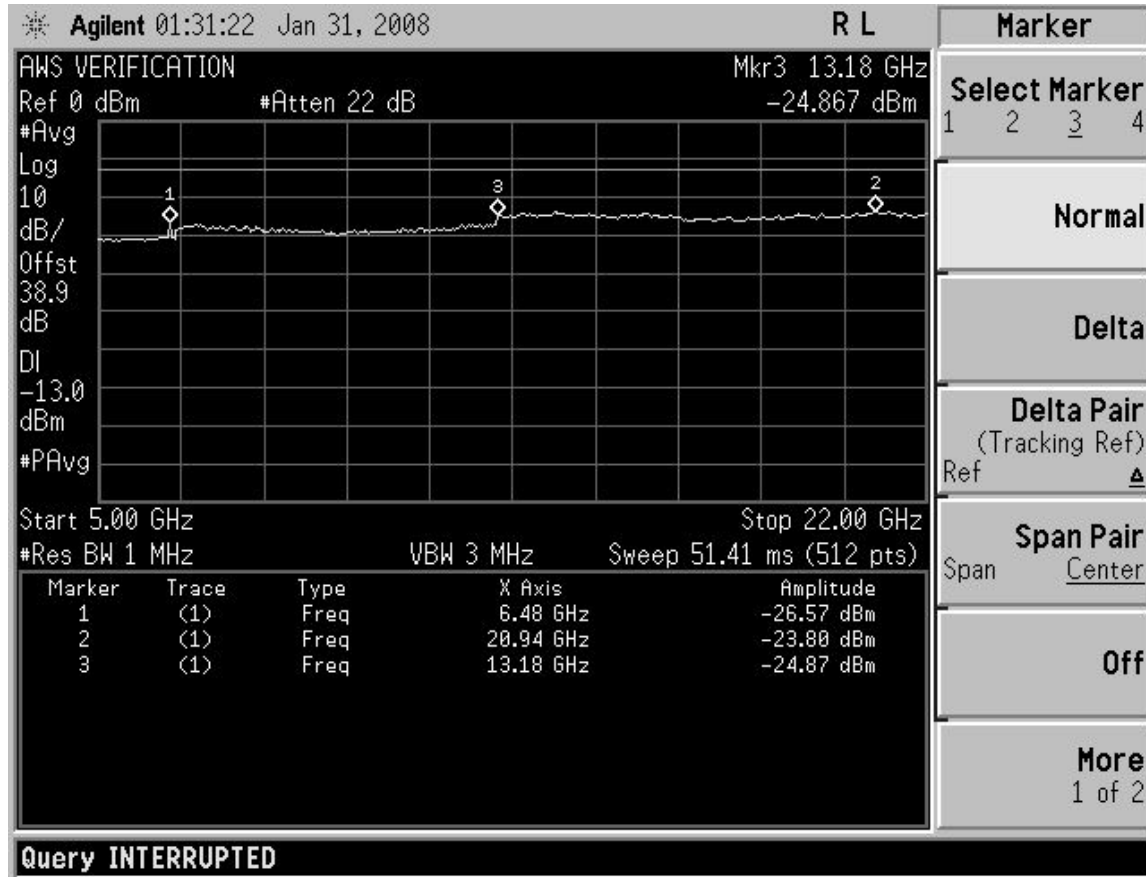 Agilent 01:31:22 Jan 31, 2008 R L
AWS VERIFICATION Mkr3 13.18 GHz
Ref 0 dBm #Atten 22 dB -24.867 dBm
#Avg
Log
10
dB/
Offst
38.9
dB
DI
-13.0
dBm
#PAvg
1
3
2
Start 5.00 GHz Stop 22.00 GHz
#Res BW 1 MHz VBW 3 MHz Sweep 51.41 ms (512 pts)
Marker Trace Type X Axis Amplitude
1 (1) Freq 6.48 GHz -26.57 dBm
2 (1) Freq 20.94 GHz -23.80 dBm
3 (1) Freq 13.18 GHz -24.87 dBm
Query INTERRUPTED
Marker
Select Marker
1 2 3 4
Normal
Delta
Delta Pair
(Tracking Ref)
Ref Δ
Span Pair
Span Center
Off
More
1 of 2